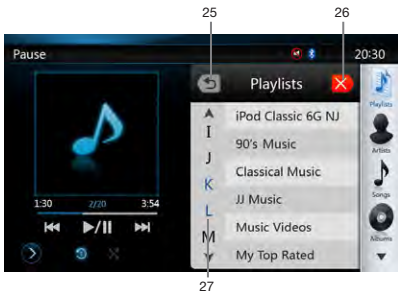 25 26
Pause 20:30
Playlists
iPod Classic 6G NJ
90's Music
Classical Music
JJ Music
Music Videos
My Top Rated
I
J
K
L
M
Playlists
Artists
Songs
Albums
1:30 2/20 3:54
27